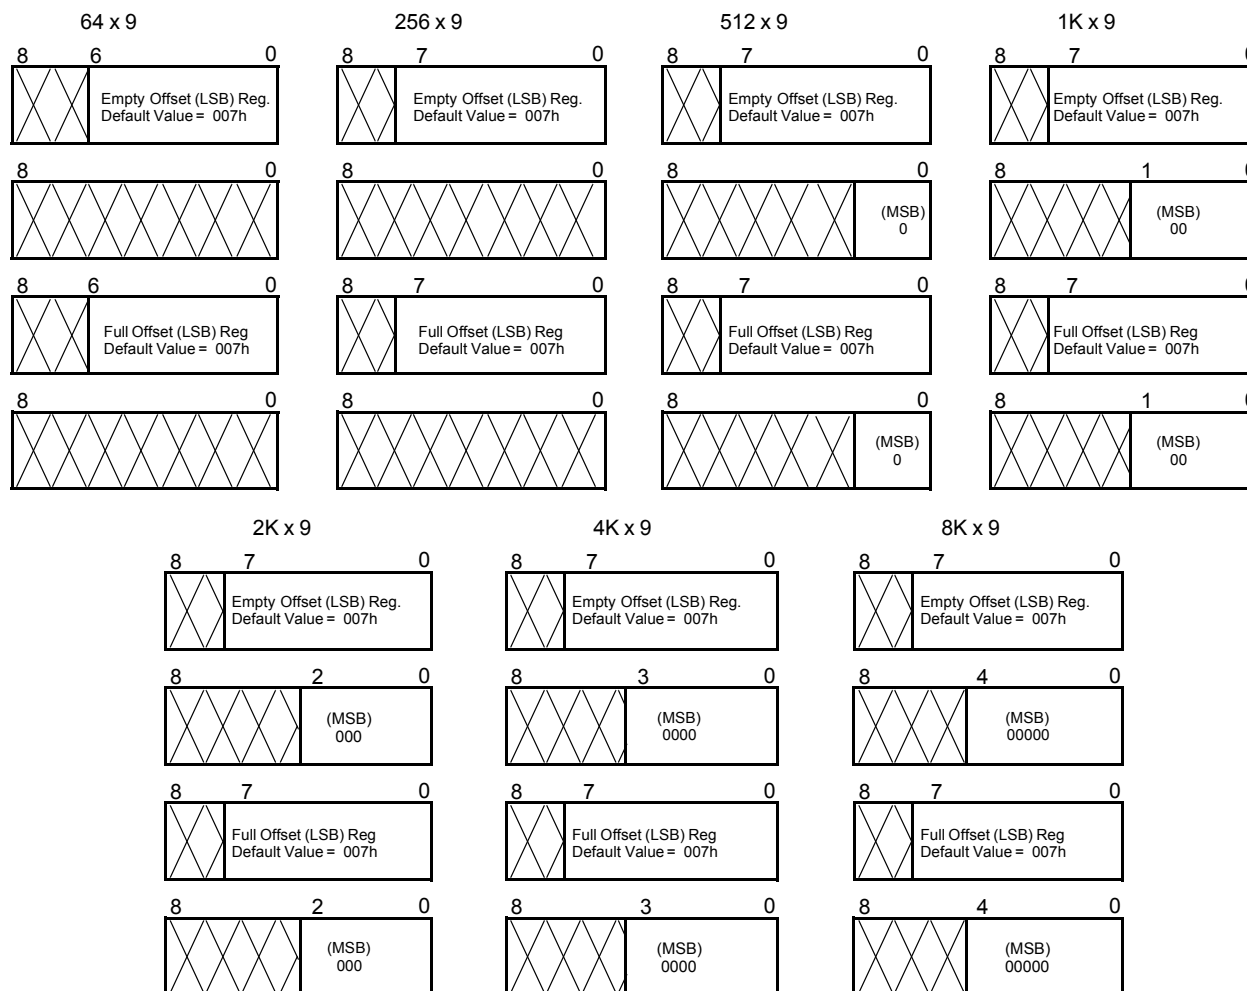 64 x 9 256 x 9 512 x 9 1K x 9
8 6 0 8 7 0 8 7 0 8 7 0
Empty Offset (LSB) Reg. Empty Offset (LSB) Reg. Empty Offset (LSB) Reg. Empty Offset (LSB) Reg.
Default Value = 007h Default Value = 007h Default Value = 007h Default Value = 007h
8 0 8 0 8 0 8 1 0
(MSB) (MSB)
0 00
8 6 0 8 7 0 8 7 0 8 7 0
Full Offset (LSB) Reg Full Offset (LSB) Reg Full Offset (LSB) Reg Full Offset (LSB) Reg
Default Value = 007h Default Value = 007h Default Value = 007h Default Value = 007h
8 0 8 0 8 0 8 1 0
(MSB) (MSB)
0 00
2K x 9 4K x 9 8K x 9
8 7 0 8 7 0 8 7 0
Empty Offset (LSB) Reg. Empty Offset (LSB) Reg. Empty Offset (LSB) Reg.
Default Value = 007h Default Value = 007h Default Value = 007h
8 2 0 8 3 0 8 4 0
(MSB) (MSB) (MSB)
000 0000 00000
8 7 0 8 7 0 8 7 0
Full Offset (LSB) Reg Full Offset (LSB) Reg Full Offset (LSB) Reg
Default Value = 007h Default Value = 007h Default Value = 007h
8 2 0 8 3 0 8 4 0
(MSB) (MSB) (MSB)
000 0000 00000